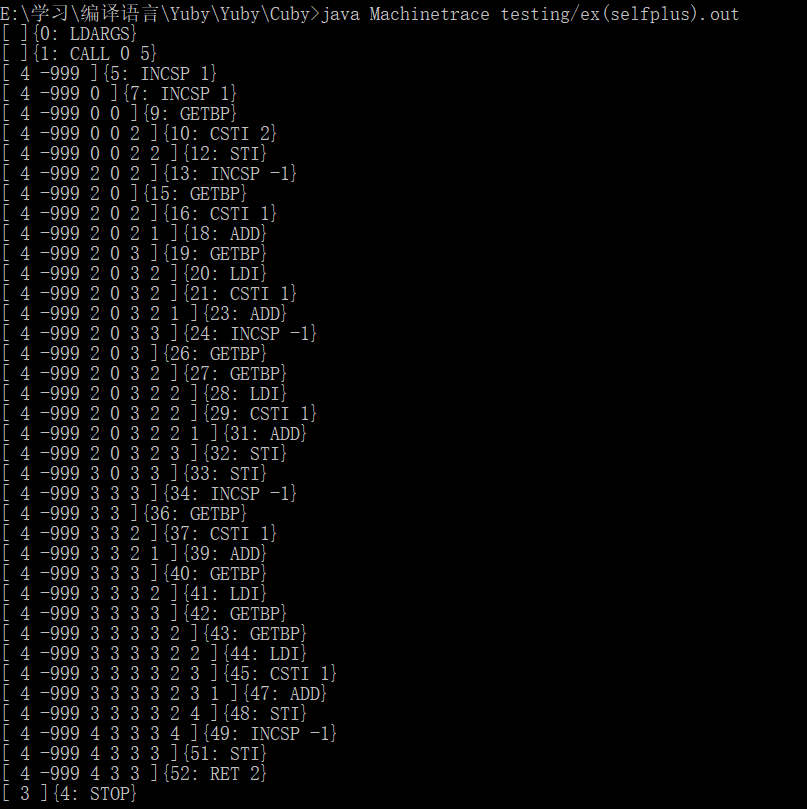 E:\学习\编译语言\Yuby\Yuby\Cuby>java Machinetrace testing/ex(selfplus).out
[ ]{0: LDARGS}
[ ]{1: CALL 0 5}
[ 4 -999 ]{5: INCSP 1}
[ 4 -999 0 ]{7: INCSP 1}
[ 4 -999 0 0 ]{9: GETBP}
[ 4 -999 0 0 2 ]{10: CSTI 2}
[ 4 -999 0 0 2 2 ]{12: STI}
[ 4 -999 2 0 2 ]{13: INCSP -1}
[ 4 -999 2 0 ]{15: GETBP}
[ 4 -999 2 0 2 ]{16: CSTI 1}
[ 4 -999 2 0 2 1 ]{18: ADD}
[ 4 -999 2 0 3 ]{19: GETBP}
[ 4 -999 2 0 3 2 ]{20: LDI}
[ 4 -999 2 0 3 2 ]{21: CSTI 1}
[ 4 -999 2 0 3 2 1 ]{23: ADD}
[ 4 -999 2 0 3 3 ]{24: INCSP -1}
[ 4 -999 2 0 3 ]{26: GETBP}
[ 4 -999 2 0 3 2 ]{27: GETBP}
[ 4 -999 2 0 3 2 2 ]{28: LDI}
[ 4 -999 2 0 3 2 2 ]{29: CSTI 1}
[ 4 -999 2 0 3 2 2 1 ]{31: ADD}
[ 4 -999 2 0 3 2 3 ]{32: STI}
[ 4 -999 3 0 3 3 ]{33: STI}
[ 4 -999 3 3 3 ]{34: INCSP -1}
[ 4 -999 3 3 ]{36: GETBP}
[ 4 -999 3 3 2 ]{37: CSTI 1}
[ 4 -999 3 3 2 1 ]{39: ADD}
[ 4 -999 3 3 3 ]{40: GETBP}
[ 4 -999 3 3 3 2 ]{41: LDI}
[ 4 -999 3 3 3 3 ]{42: GETBP}
[ 4 -999 3 3 3 3 2 ]{43: GETBP}
[ 4 -999 3 3 3 3 2 2 ]{44: LDI}
[ 4 -999 3 3 3 3 2 3 ]{45: CSTI 1}
[ 4 -999 3 3 3 3 2 3 1 ]{47: ADD}
[ 4 -999 3 3 3 3 2 4 ]{48: STI}
[ 4 -999 4 3 3 3 4 ]{49: INCSP -1}
[ 4 -999 4 3 3 3 ]{51: STI}
[ 4 -999 4 3 3 ]{52: RET 2}
[ 3 ]{4: STOP}